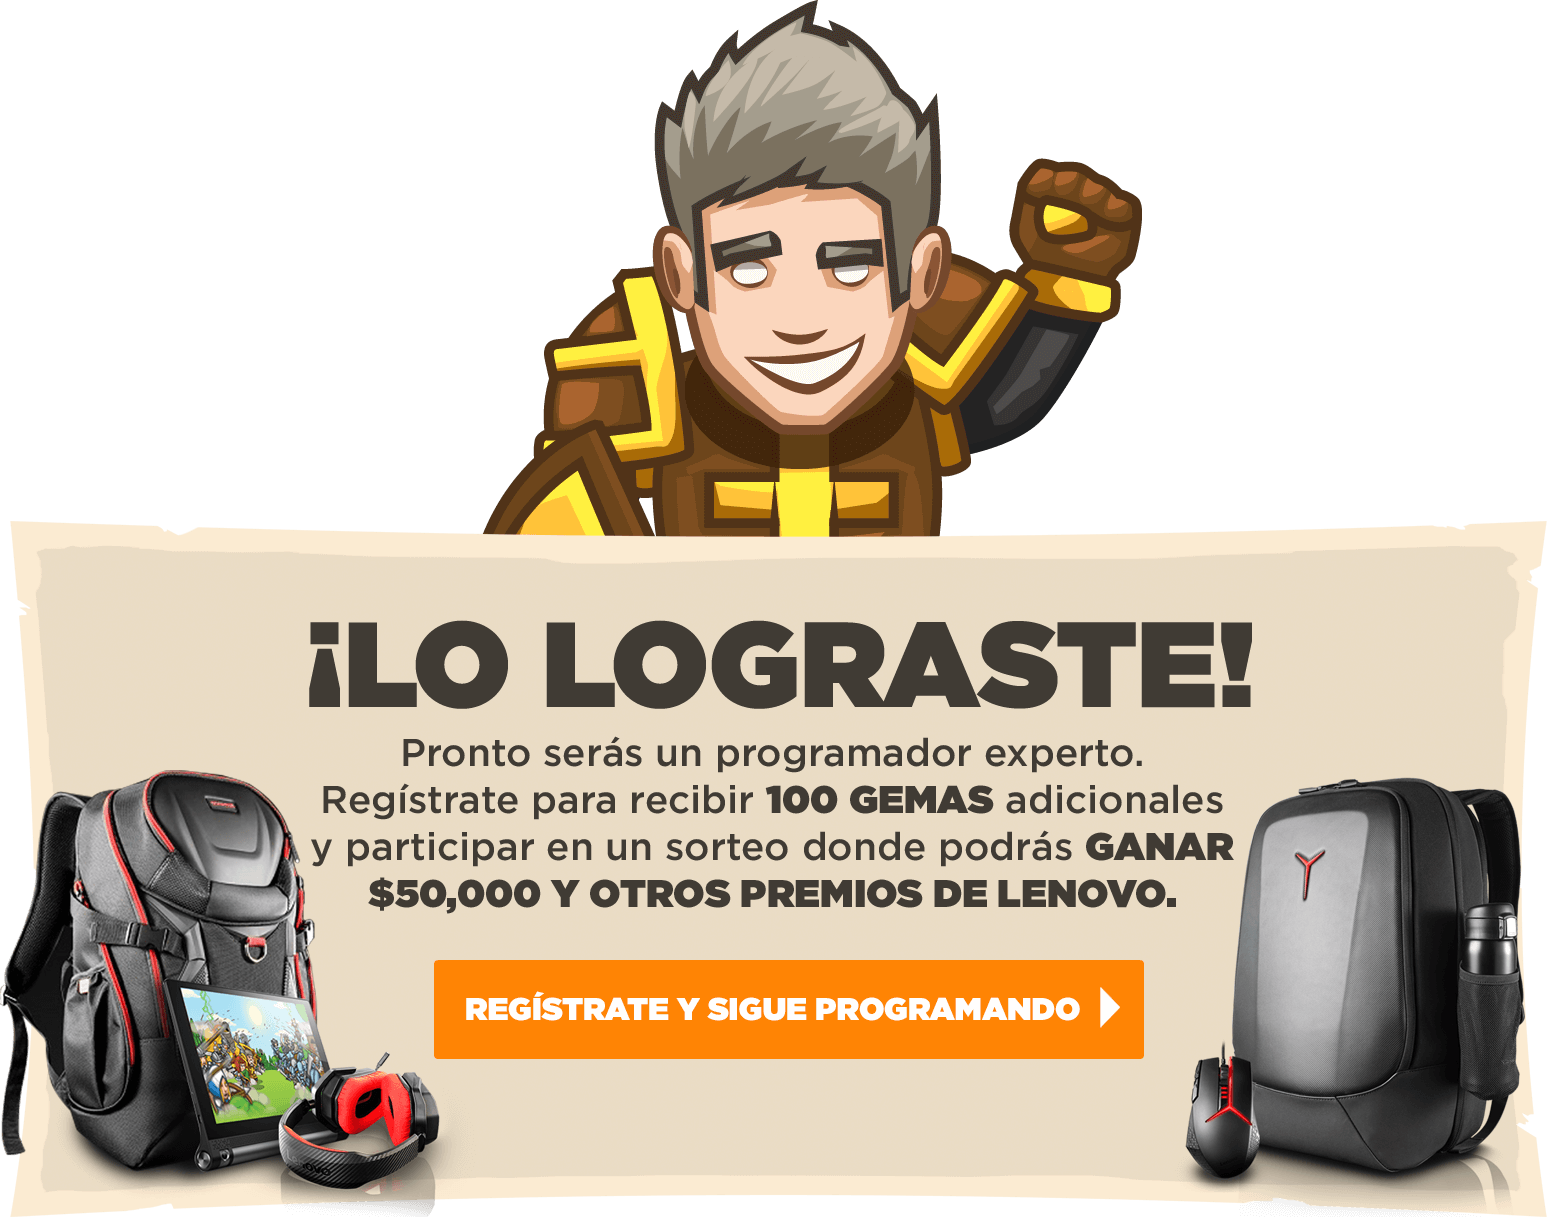 ¡LO LOGRASTE!
Pronto serás un programador experto.
Regístrate para recibir 100 GEMAS adicionales
y participar en un sorteo donde podrás GANAR
$50,000 Y OTROS PREMIOS DE LENOVO.
REGÍSTRATE Y SIGUE PROGRAMANDO